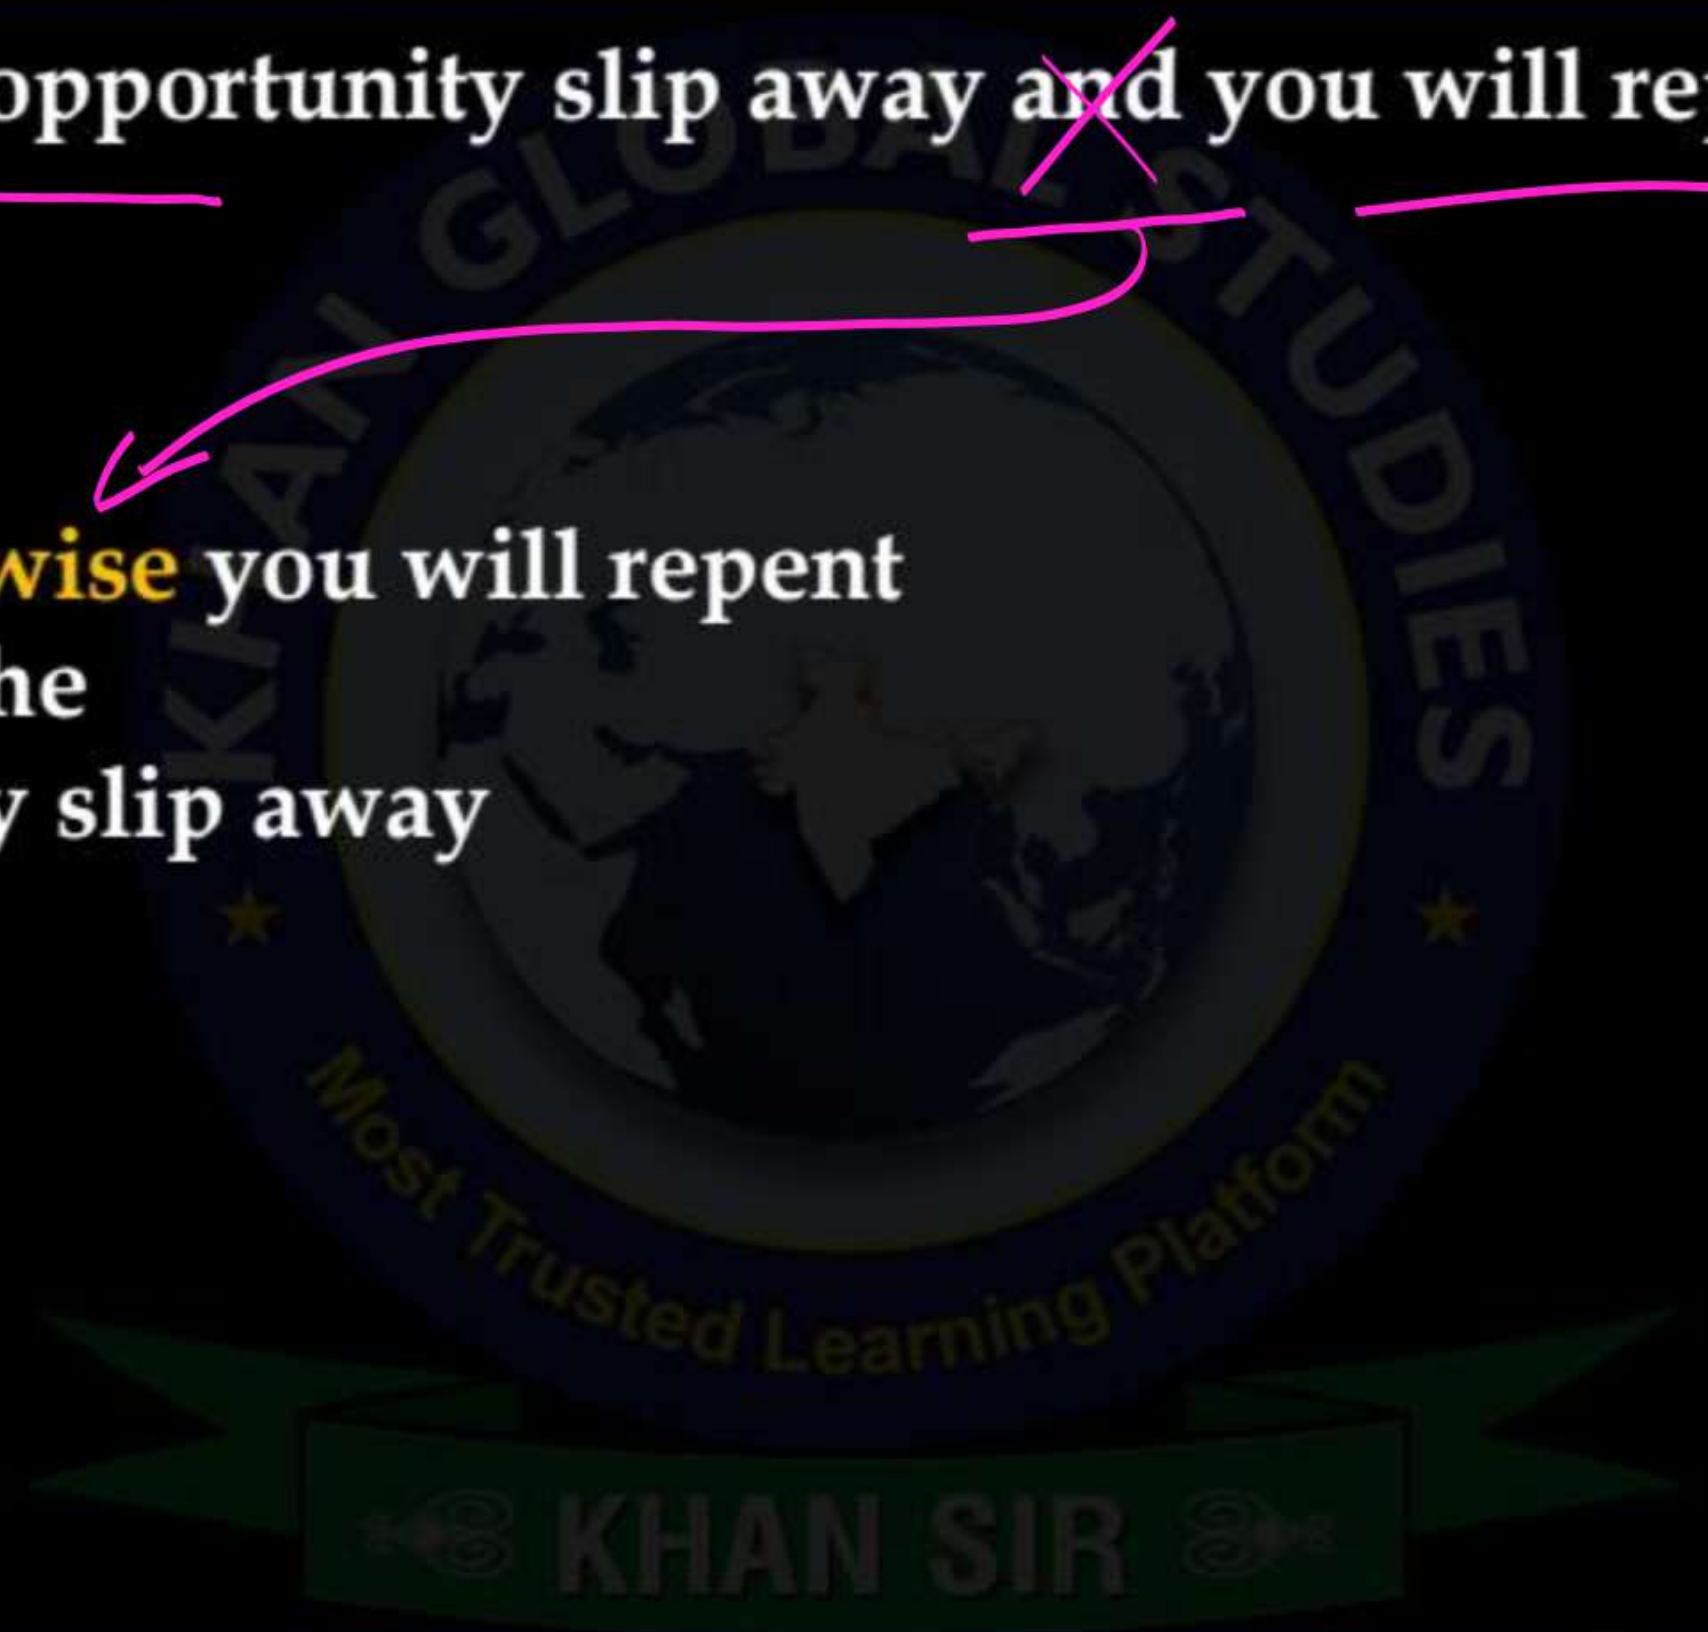 opportunity slip away and you will
wise you will repent
he
y slip away
KHAN GLOBAL STUDIES
Most Trusted Learning Platform
KHAN SIR